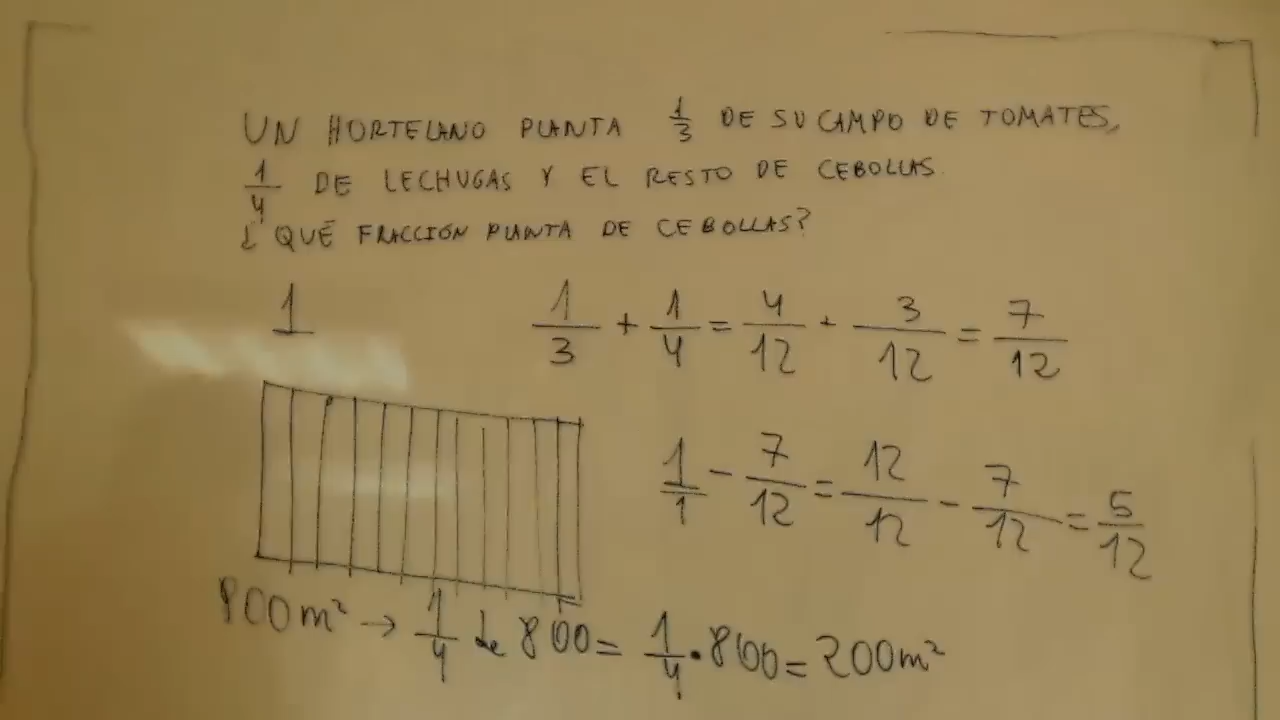 UN HORTELANO PLANTA 1/3 DE SU CAMPO DE TOMATES,
1/4 DE LECHUGAS Y EL RESTO DE CEBOLLAS.
¿QUÉ FRACCIÓN PLANTA DE CEBOLLAS?
1
1/3 + 1/4 = 4/12 + 3/12 = 7/12
1/1 - 7/12 = 12/12 - 7/12 = 5/12
800m² → 1/4 de 800 = 1/4 · 800 = 200m²